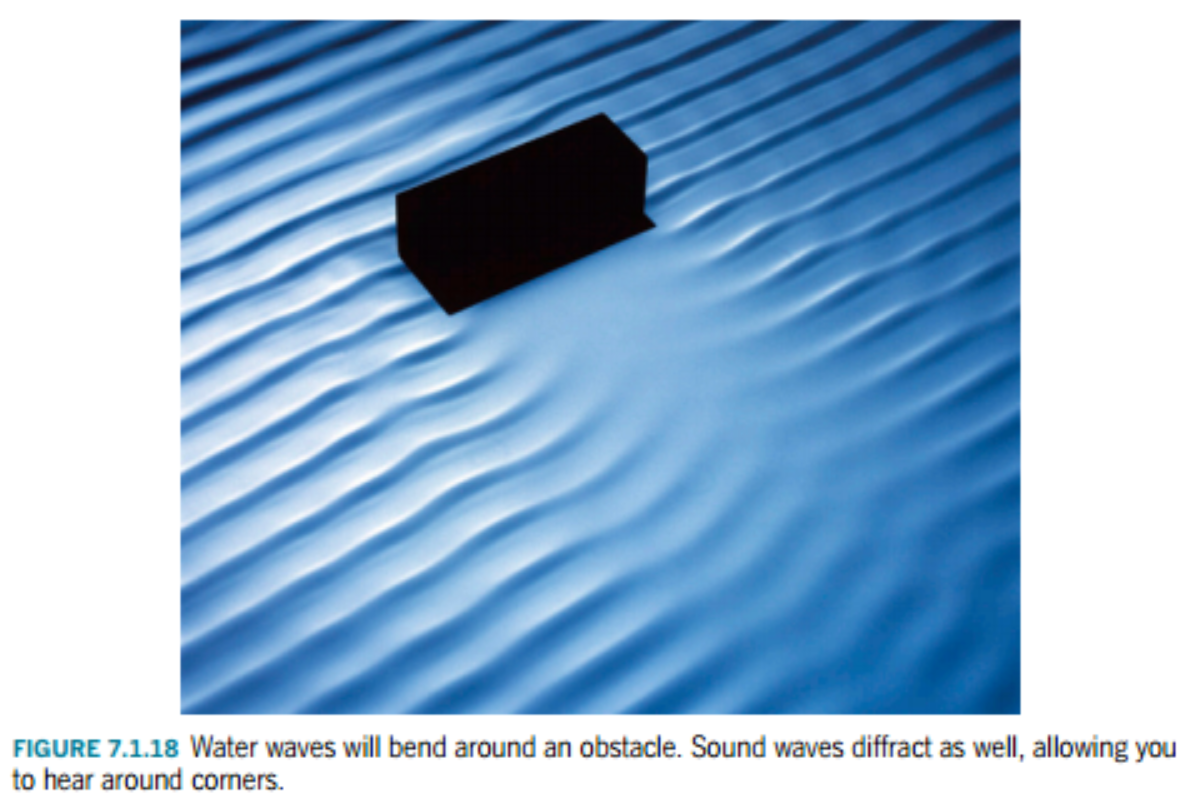 FIGURE 7.1.18 Water waves will bend around an obstacle. Sound waves diffract as well, allowing you
to hear around corners.